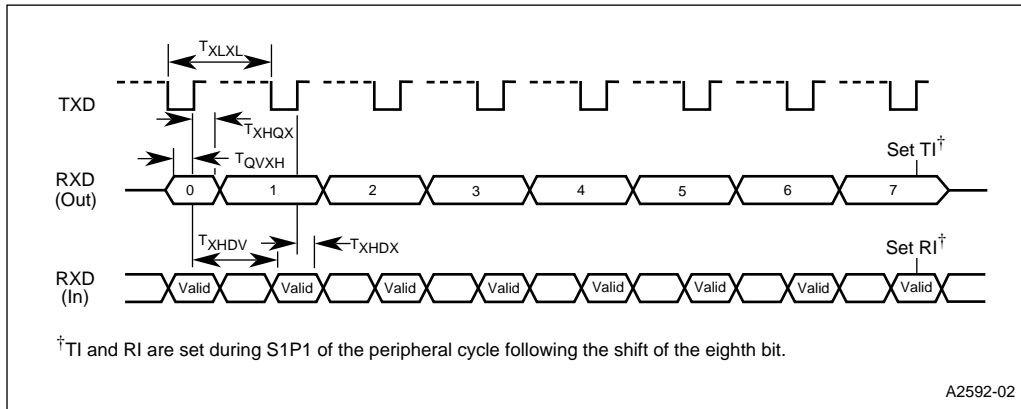 TXLXL
TXD
TXHQX
TQVXH
Set TI†
RXD
(Out)
0 1 2 3 4 5 6 7
TXHDV
TXHDX
Set RI†
RXD
(In)
Valid Valid Valid Valid Valid Valid Valid Valid
†TI and RI are set during S1P1 of the peripheral cycle following the shift of the eighth bit.
A2592-02